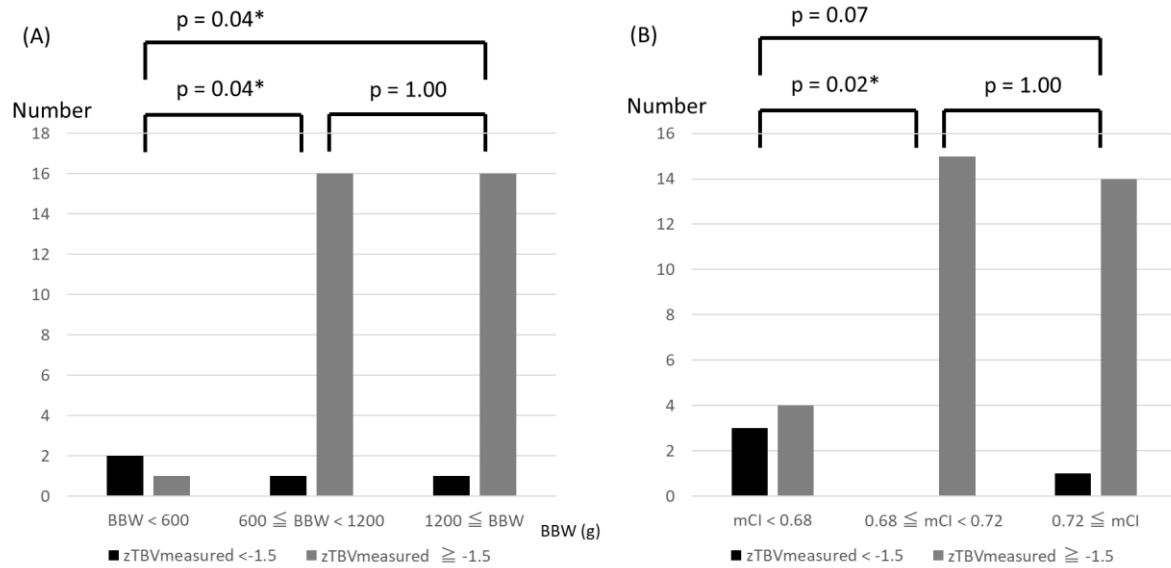 (A)
p = 0.04*
p = 0.04*
p = 1.00
Number
18
16
14
12
10
8
6
4
2
0
BBW < 600
600 ≦ BBW < 1200
1200 ≦ BBW
BBW (g)
zTBVmeasured <-1.5
zTBVmeasured ≧ -1.5
(B)
p = 0.07
p = 0.02*
p = 1.00
Number
16
14
12
10
8
6
4
2
0
mCI < 0.68
0.68 ≦ mCI < 0.72
0.72 ≦ mCI
zTBVmeasured < -1.5
zTBVmeasured ≧ -1.5